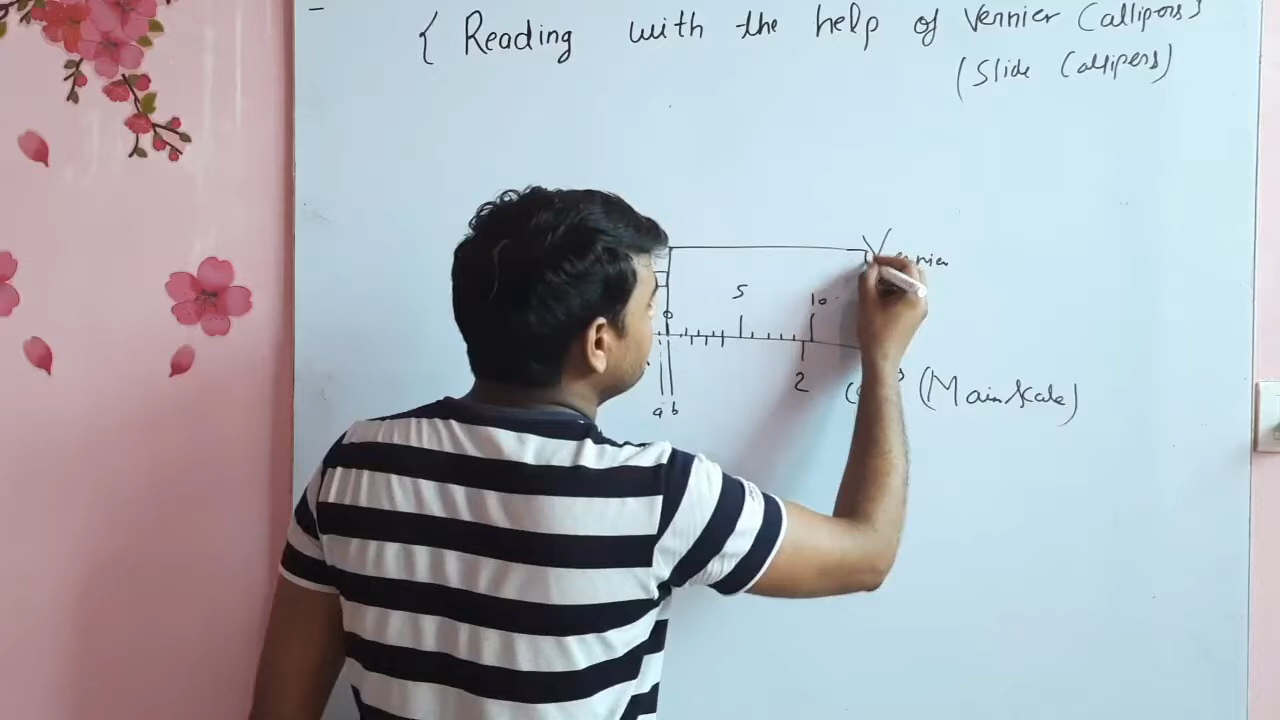 { Reading with the help of Vernier Callipers
(Slide Callipers)
5
10
0
2
(Main Scale)
a b